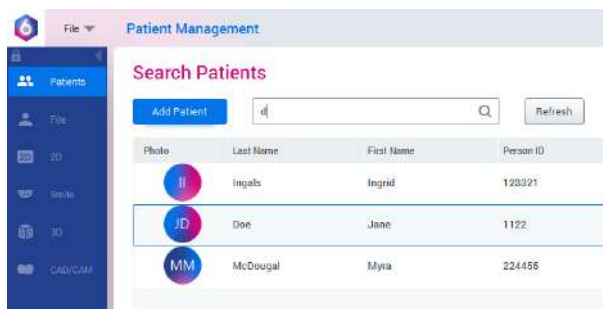 File Patient Management
Patients
Search Patients
Add Patient d Refresh
File
Photo Last Name First Name Person ID
2D 2D
II Ingals Ingrid 123321
Smile
JD Doe Jane 1122
3D
MM McDougal Myra 224455
CAD/CAM